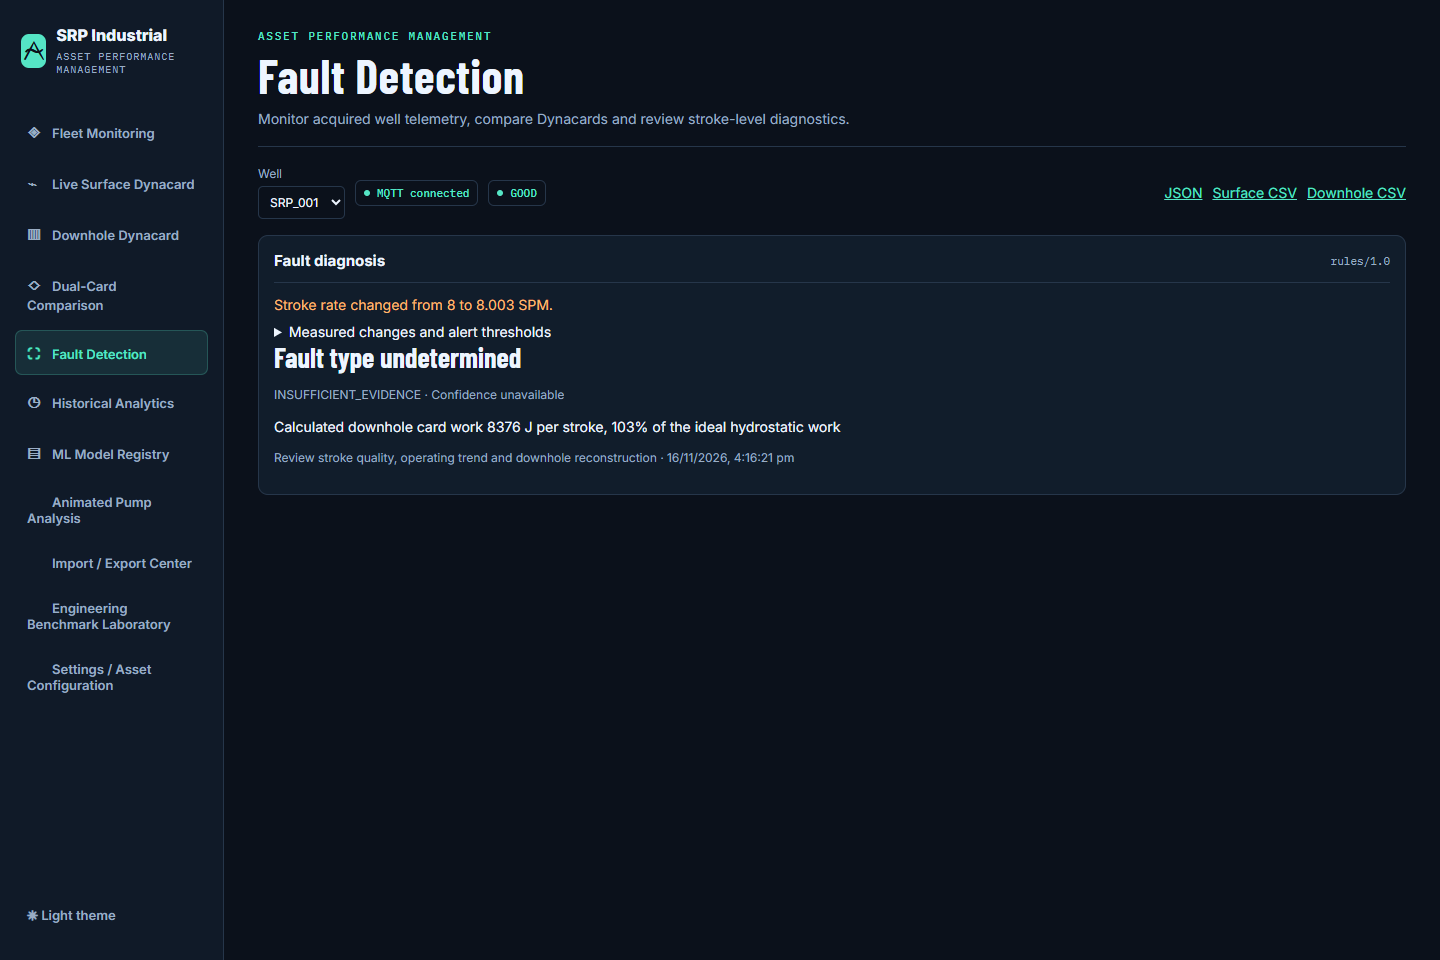 SRP Industrial
ASSET PERFORMANCE
MANAGEMENT
Fleet Monitoring
Live Surface Dynacard
Downhole Dynacard
Dual-Card
Comparison
Fault Detection
Historical Analytics
ML Model Registry
Animated Pump
Analysis
Import / Export Center
Engineering
Benchmark Laboratory
Settings / Asset
Configuration
Light theme
ASSET PERFORMANCE MANAGEMENT
Fault Detection
Monitor acquired well telemetry, compare Dynacards and review stroke-level diagnostics.
Well
SRP_001
MQTT connected
GOOD
JSON Surface CSV Downhole CSV
Fault diagnosis
rules/1.0
Stroke rate changed from 8 to 8.003 SPM.
Measured changes and alert thresholds
Fault type undetermined
INSUFFICIENT_EVIDENCE · Confidence unavailable
Calculated downhole card work 8376 J per stroke, 103% of the ideal hydrostatic work
Review stroke quality, operating trend and downhole reconstruction · 16/11/2026, 4:16:21 pm